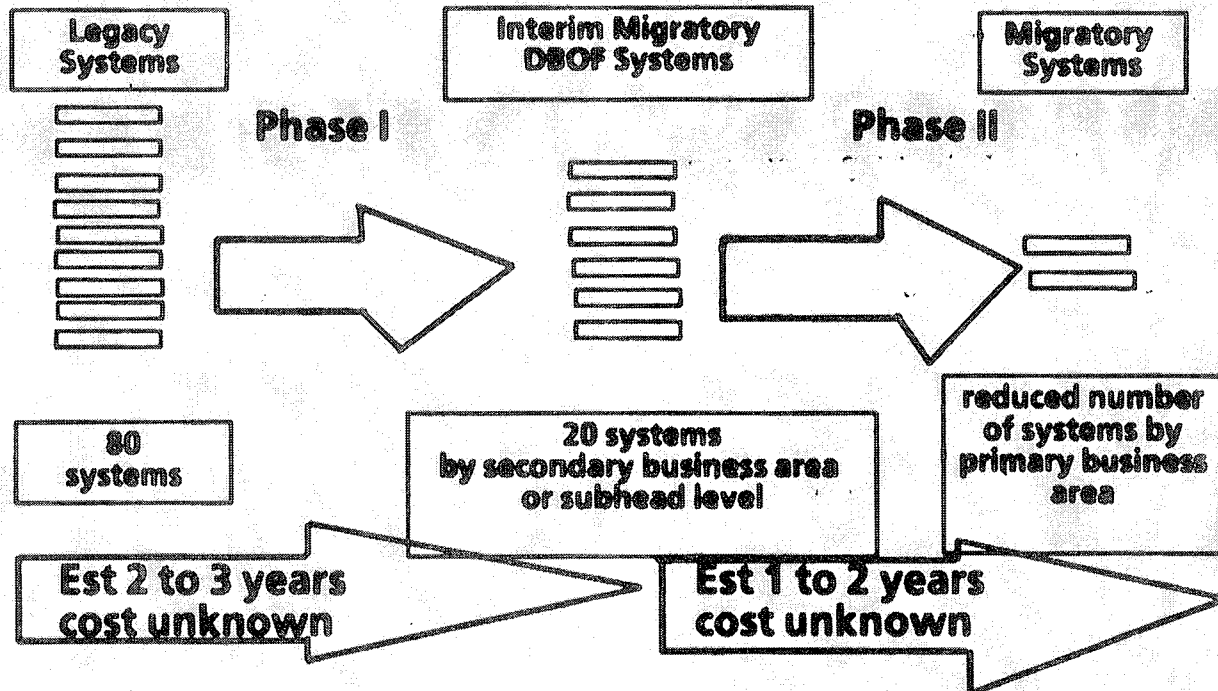 Legacy
Systems
Interim Migratory
DBOF Systems
Migratory
Systems
Phase I
Phase II
80
systems
20 systems
by secondary business area
or subhead level
reduced number
of systems by
primary business
area
Est 2 to 3 years
cost unknown
Est 1 to 2 years
cost unknown